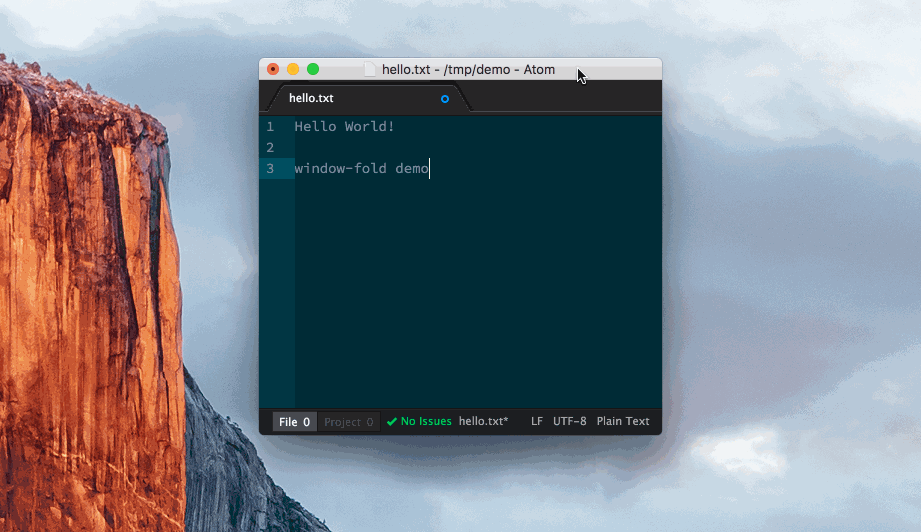 hello.txt - /tmp/demo - Atom
hello.txt
1 Hello World!
2
3 window-fold demo
File 0 Project 0 No Issues hello.txt* LF UTF-8 Plain Text